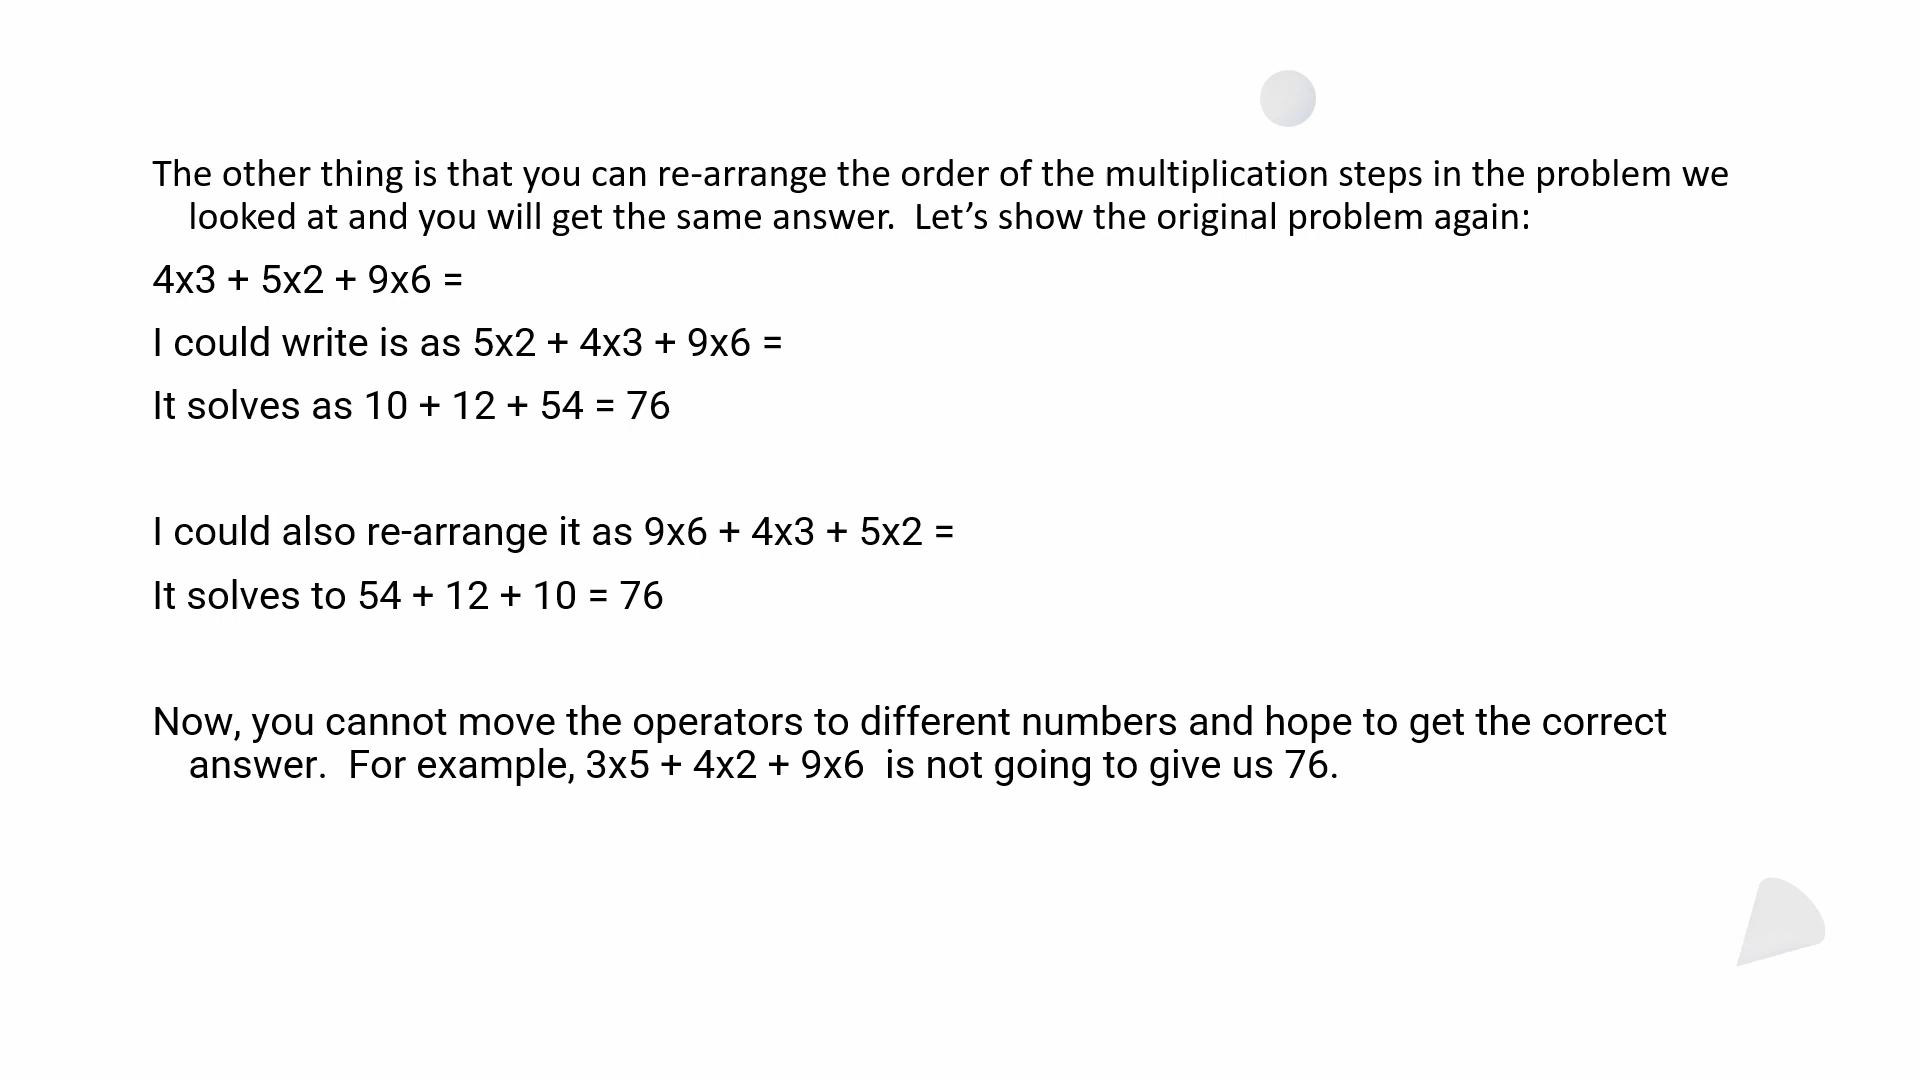 The other thing is that you can re-arrange the order of the multiplication steps in the problem we
looked at and you will get the same answer.  Let’s show the original problem again:
4x3 + 5x2 + 9x6 =
I could write is as 5x2 + 4x3 + 9x6 =
It solves as 10 + 12 + 54 = 76
I could also re-arrange it as 9x6 + 4x3 + 5x2 =
It solves to 54 + 12 + 10 = 76
Now, you cannot move the operators to different numbers and hope to get the correct
answer.  For example, 3x5 + 4x2 + 9x6  is not going to give us 76.